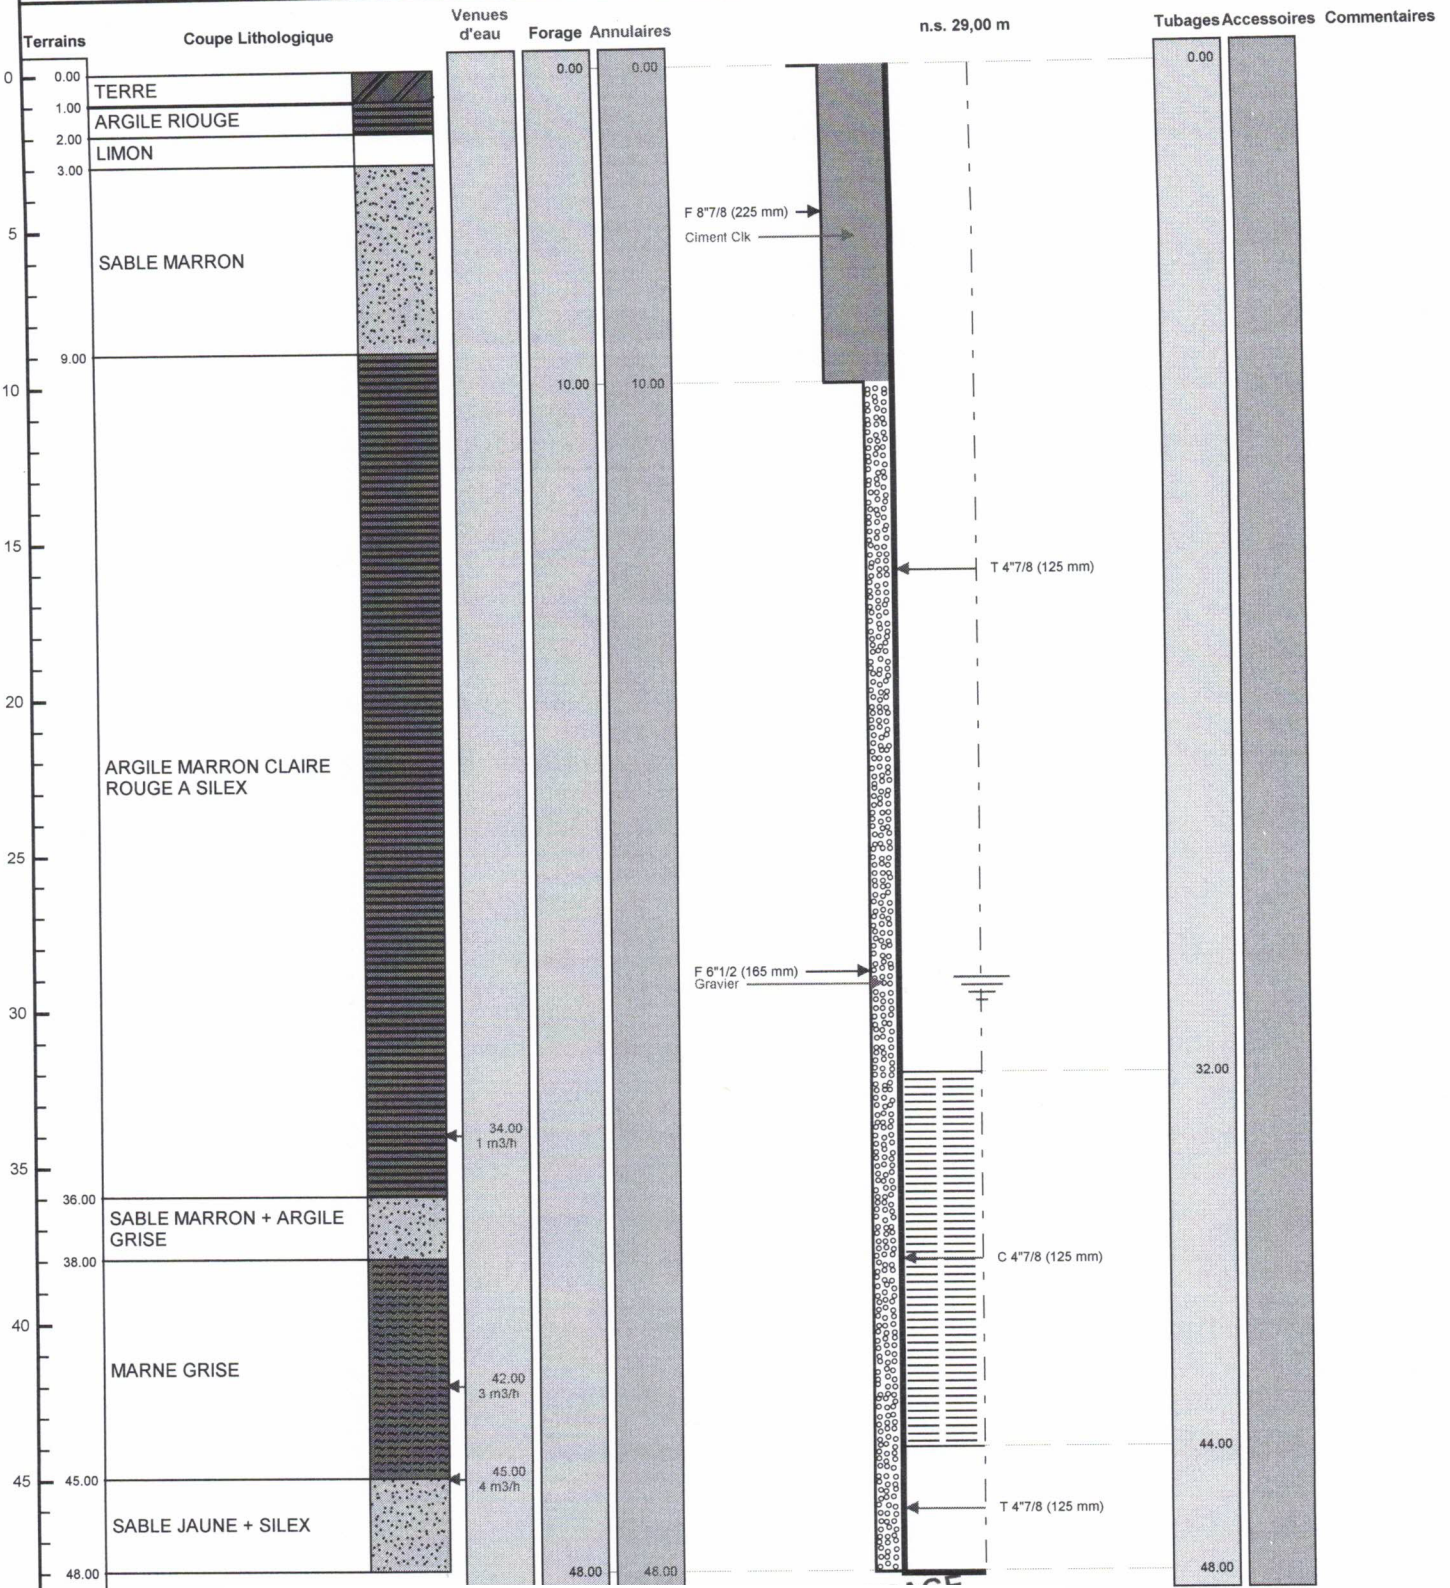 Terrains
Coupe Lithologique
Venues
d'eau
Forage
Annulaires
n.s. 29,00 m
Tubages
Accessoires
Commentaires
0
0.00
TERRE
1.00
ARGILE RIOUGE
2.00
LIMON
3.00
5
SABLE MARRON
9.00
10
15
20
ARGILE MARRON CLAIRE
ROUGE A SILEX
25
30
35
36.00
SABLE MARRON + ARGILE
GRISE
38.00
40
MARNE GRISE
45
45.00
SABLE JAUNE + SILEX
48.00
34.00
1 m3/h
42.00
3 m3/h
45.00
4 m3/h
0.00
10.00
48.00
0.00
10.00
48.00
F 8"7/8 (225 mm)
Ciment Clk
T 4"7/8 (125 mm)
F 6"1/2 (165 mm)
Gravier
C 4"7/8 (125 mm)
T 4"7/8 (125 mm)
0.00
32.00
44.00
48.00